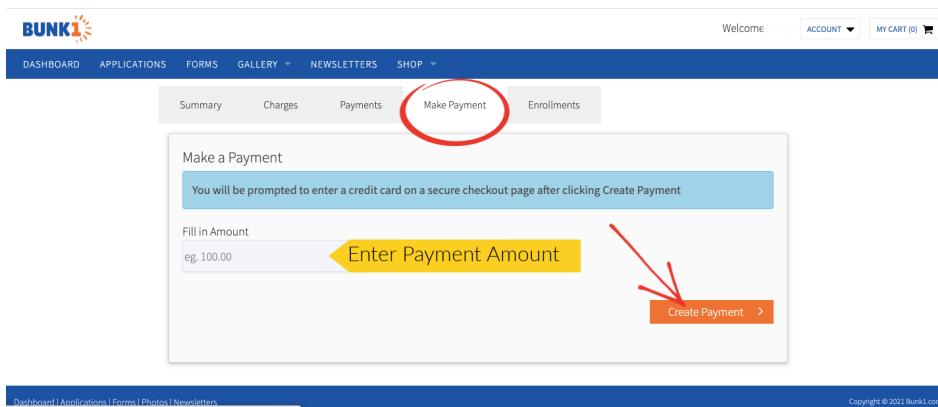 BUNK1
Welcome
ACCOUNT
MY CART (0)
DASHBOARD APPLICATIONS FORMS GALLERY NEWSLETTERS SHOP
Summary Charges Payments Make Payment Enrollments
Make a Payment
You will be prompted to enter a credit card on a secure checkout page after clicking Create Payment
Fill in Amount
eg. 100.00
Enter Payment Amount
Create Payment
Dashboard | Applications | Forms | Photos | Newsletters
Copyright © 2021 Bunk1.com